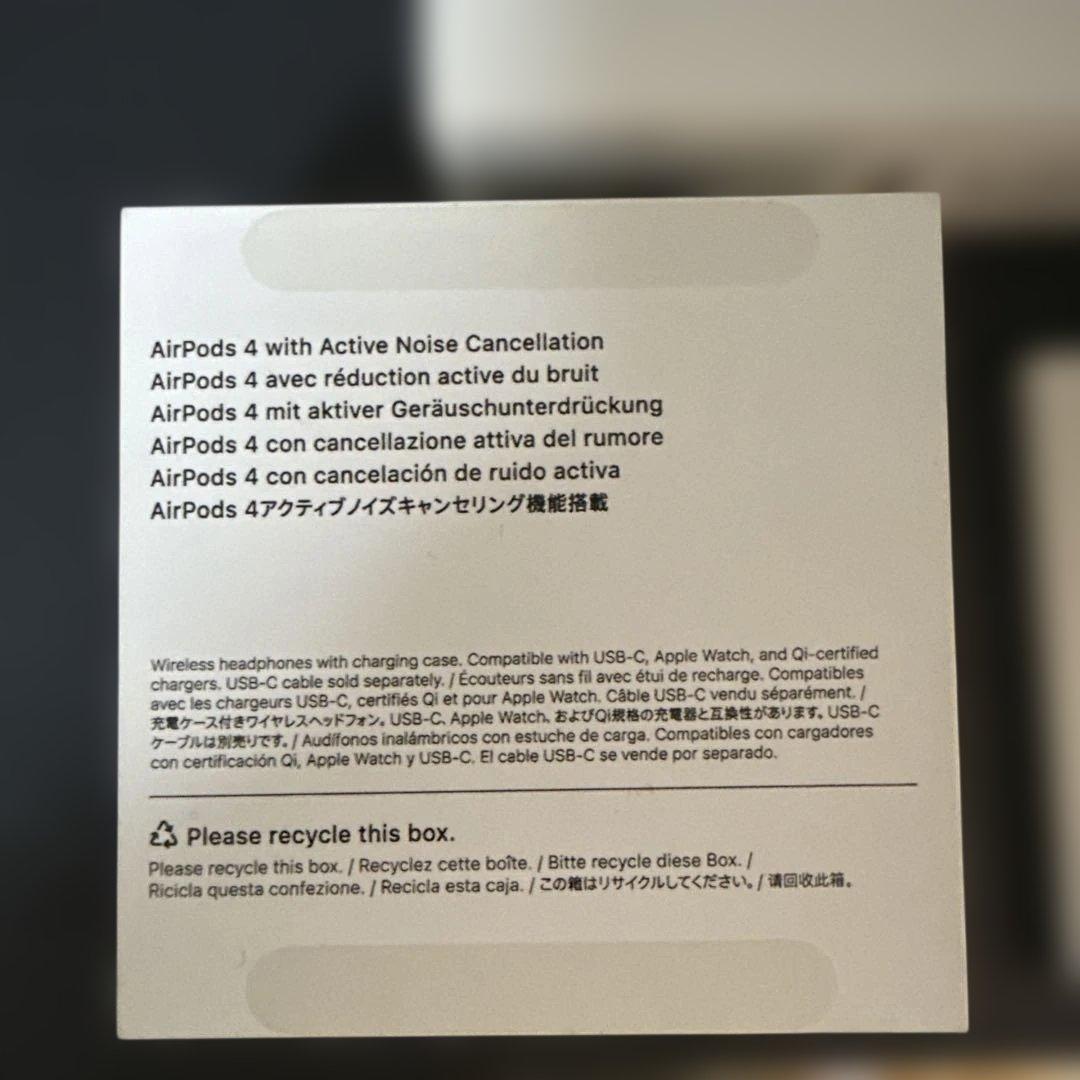 AirPods 4 with Active Noise Cancellation
AirPods 4 avec réduction active du bruit
AirPods 4 mit aktiver Geräuschunterdrückung
AirPods 4 con cancellazione attiva del rumore
AirPods 4 con cancelación de ruido activa
AirPods 4アクティブノイズキャンセリング機能搭載
Wireless headphones with charging case. Compatible with USB-C, Apple Watch, and Qi-certified
chargers. USB-C cable sold separately. / Écouteurs sans fil avec étui de recharge. Compatibles
avec les chargeurs USB-C, certifiés Qi et pour Apple Watch. Câble USB-C vendu séparément. /
充電ケース付きワイヤレスヘッドフォン。USB-C、Apple Watch、およびQi規格の充電器と互換性があります。USB-C
ケーブルは別売りです。/ Audífonos inalámbricos con estuche de carga. Compatibles con cargadores
con certificación Qi, Apple Watch y USB-C. El cable USB-C se vende por separado.
Please recycle this box.
Please recycle this box. / Recyclez cette boîte. / Bitte recycle diese Box. /
Ricicla questa confezione. / Recicla esta caja. / この箱はリサイクルしてください。/ 请回收此箱。